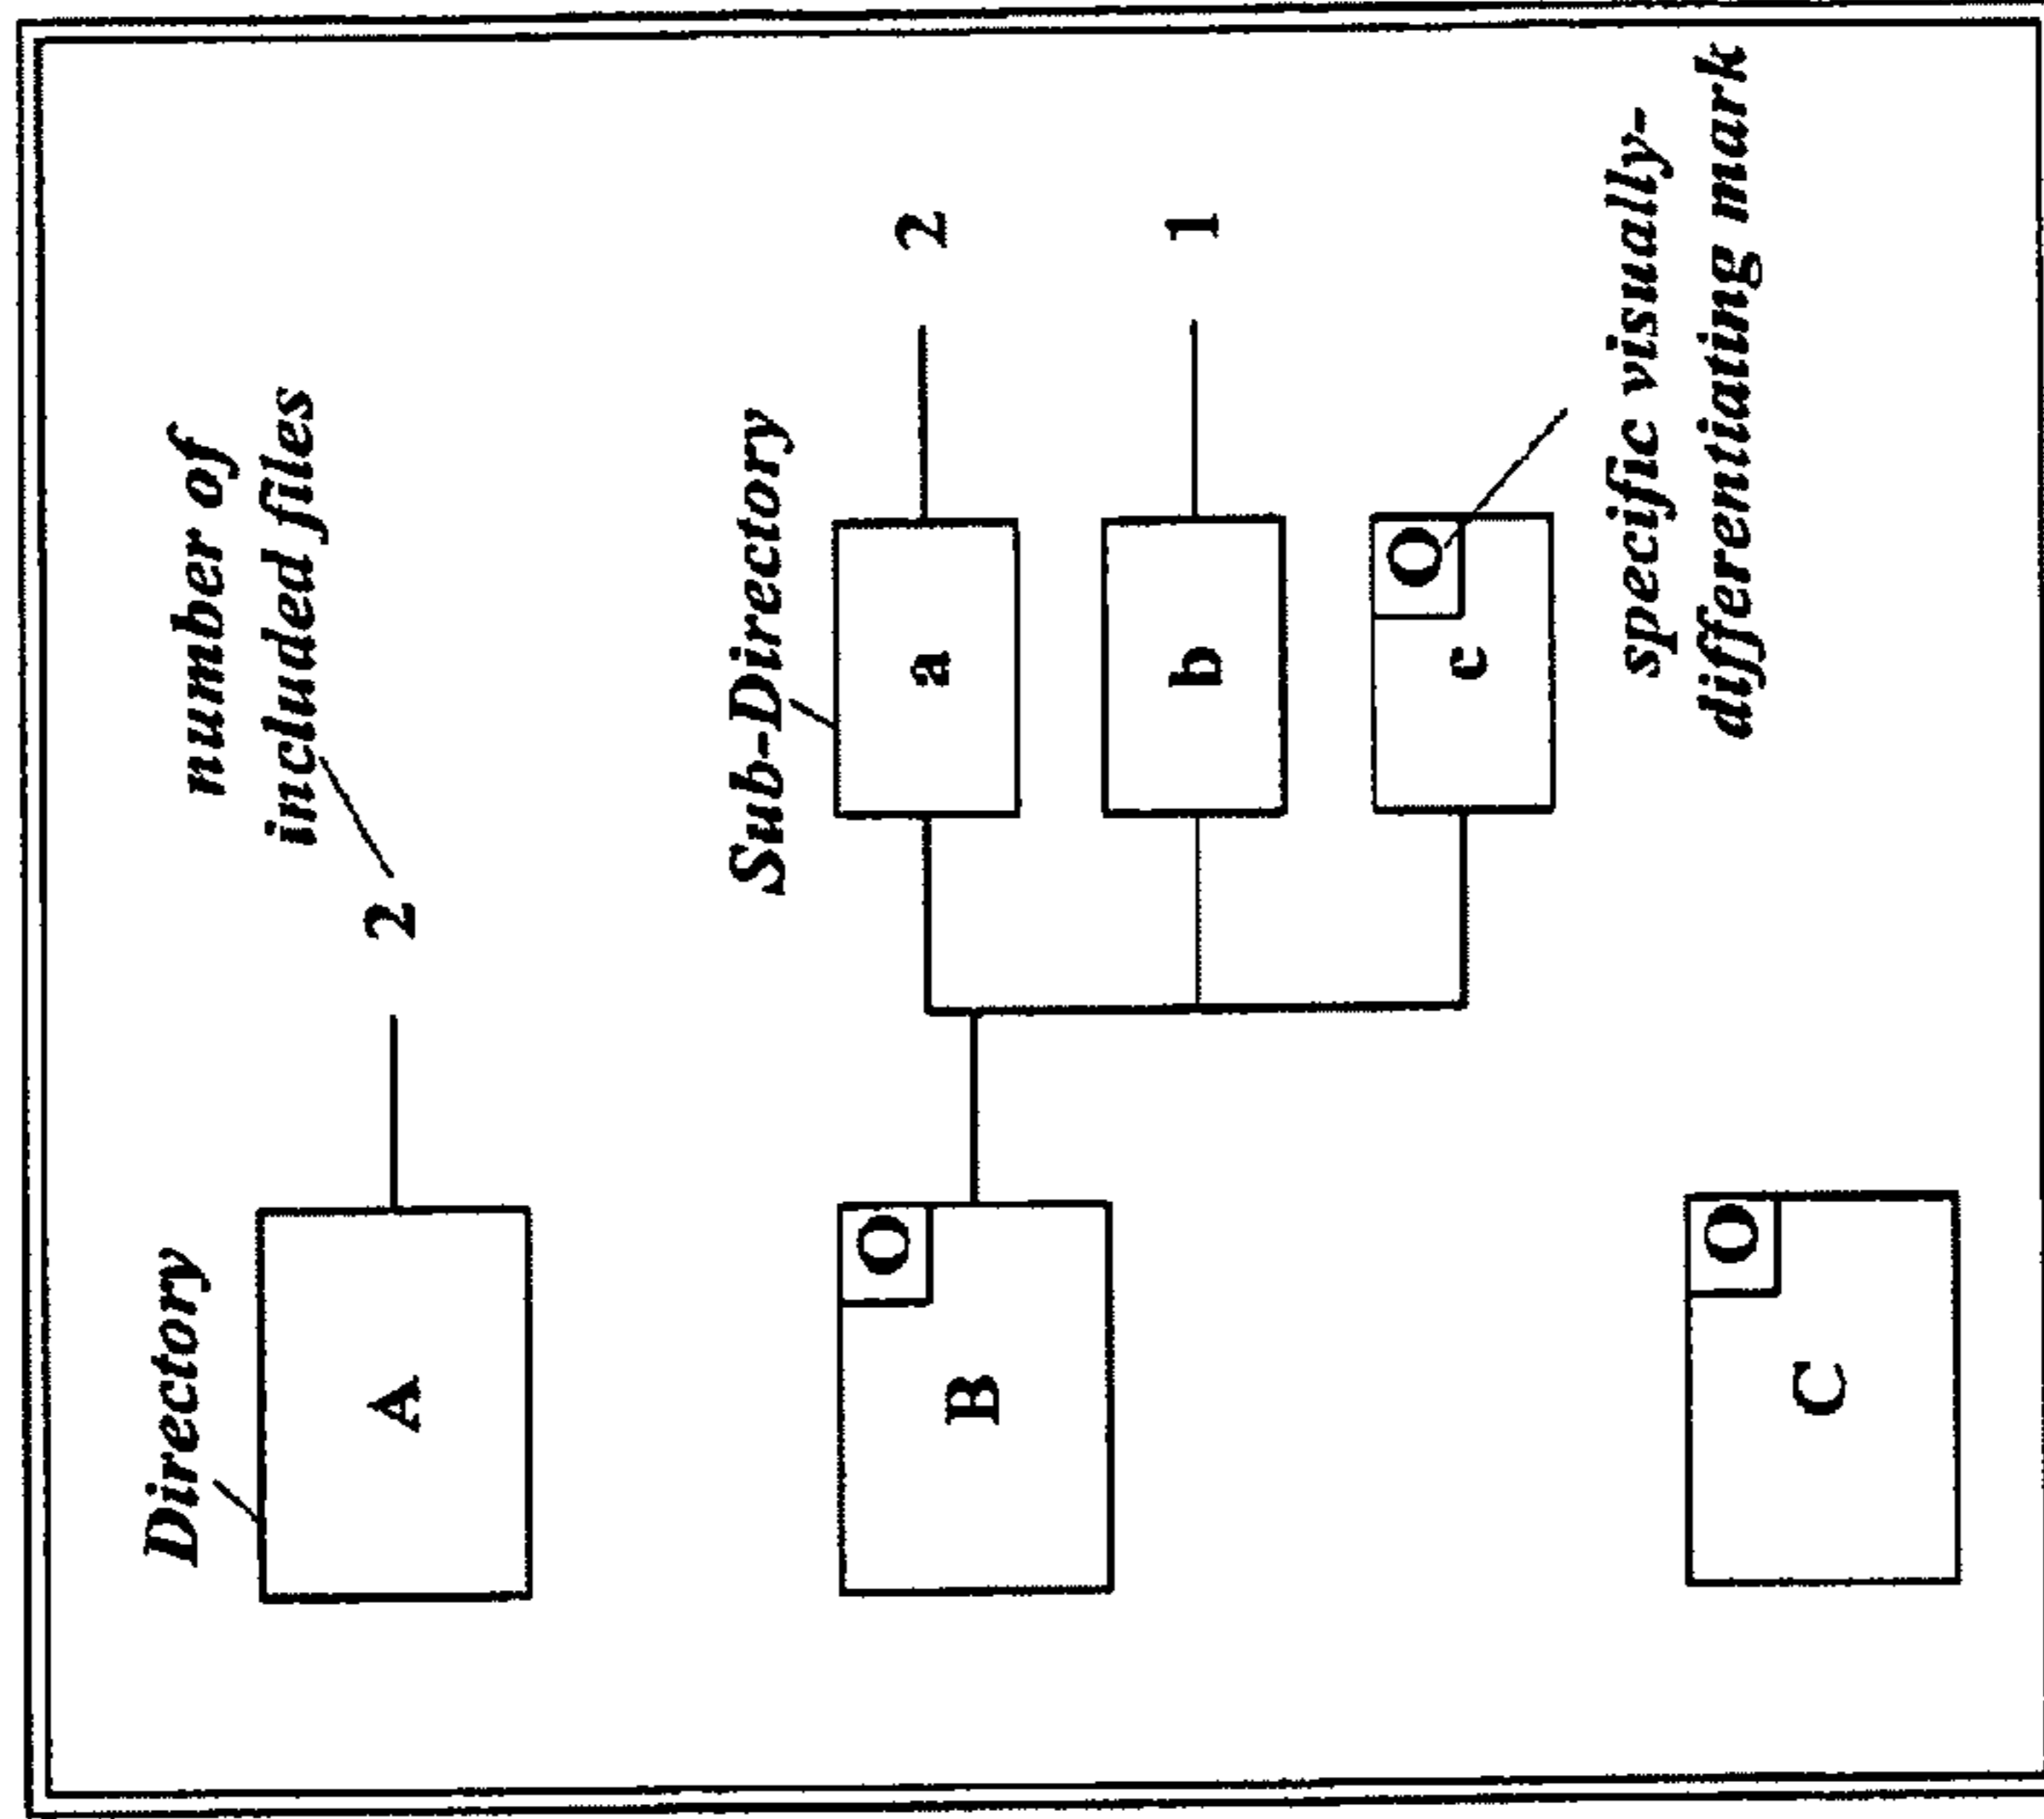 Directory
number of
included files
A
2
Sub-Directory
B
O
a
2
b
1
c
O
specific visually-
differentiating mark
C
O